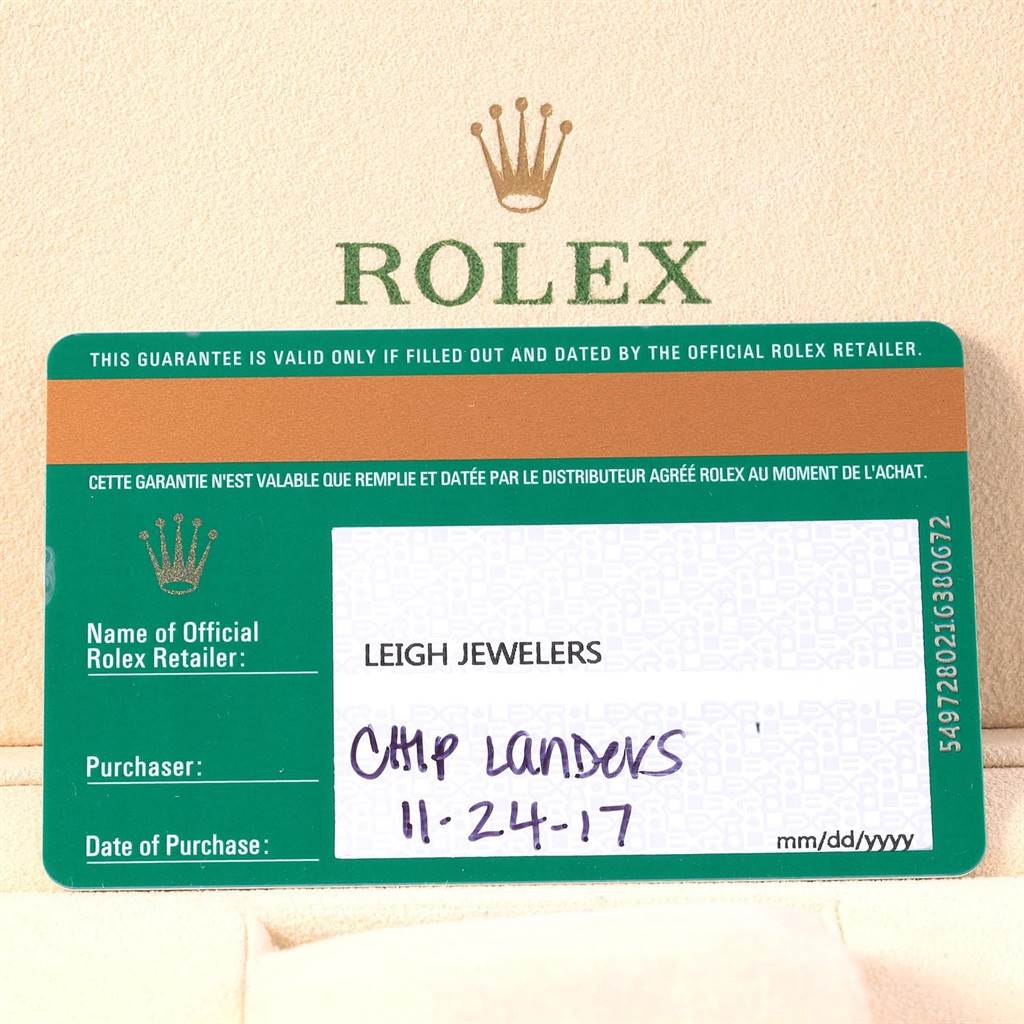 ROLEX
THIS GUARANTEE IS VALID ONLY IF FILLED OUT AND DATED BY THE OFFICIAL ROLEX RETAILER.
CETTE GARANTIE N'EST VALABLE QUE REMPLIE ET DATÉE PAR LE DISTRIBUTEUR AGRÉÉ ROLEX AU MOMENT DE L'ACHAT.
Name of Official
Rolex Retailer:
LEIGH JEWELERS
Purchaser:
CHIP LANDERS
Date of Purchase:
11-24-17
mm/dd/yyyy
5497280216380672